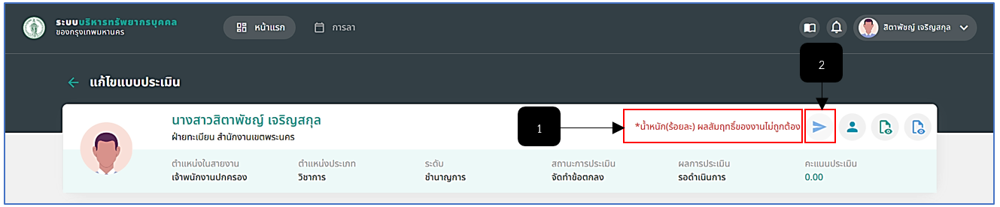 ระบบบริหารทรัพยากรบุคคล
ของกรุงเทพมหานคร
หน้าแรก
การลา
สิตาพัชญ์ เจริญสกุล
2
แก้ไขแบบประเมิน
นางสาวสิตาพัชญ์ เจริญสกุล
ฝ่ายทะเบียน สำนักงานเขตพระนคร
1
*น้ำหนัก(ร้อยละ) ผลสัมฤทธิ์ของงานไม่ถูกต้อง
ตำแหน่งในสายงาน ตำแหน่งประเภท ระดับ สถานะการประเมิน ผลการประเมิน คะแนนประเมิน
เจ้าพนักงานปกครอง วิชาการ ชำนาญการ จัดทำข้อตกลง รอดำเนินการ 0.00